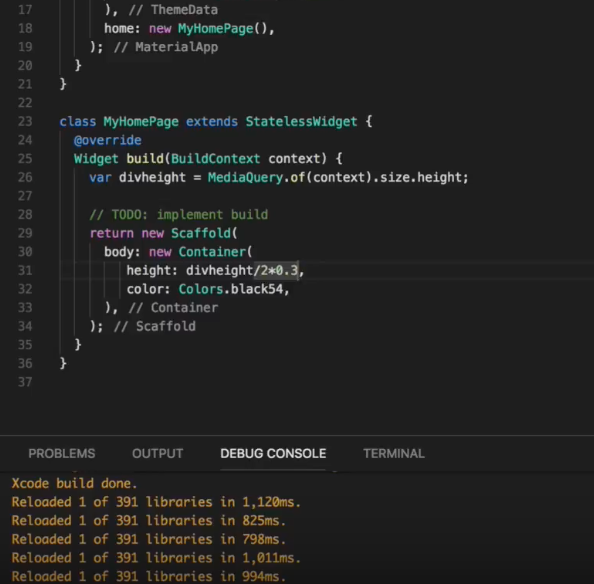 17 ), // ThemeData
18 home: new MyHomePage(),
19 ); // MaterialApp
20 }
21 }
22
23 class MyHomePage extends StatelessWidget {
24 @override
25 Widget build(BuildContext context) {
26 var divheight = MediaQuery.of(context).size.height;
27
28 // TODO: implement build
29 return new Scaffold(
30 body: new Container(
31 height: divheight/2*0.3,
32 color: Colors.black54,
33 ), // Container
34 ); // Scaffold
35 }
36 }
37
PROBLEMS OUTPUT DEBUG CONSOLE TERMINAL
Xcode build done.
Reloaded 1 of 391 libraries in 1,120ms.
Reloaded 1 of 391 libraries in 825ms.
Reloaded 1 of 391 libraries in 798ms.
Reloaded 1 of 391 libraries in 1,011ms.
Reloaded 1 of 391 libraries in 994ms.